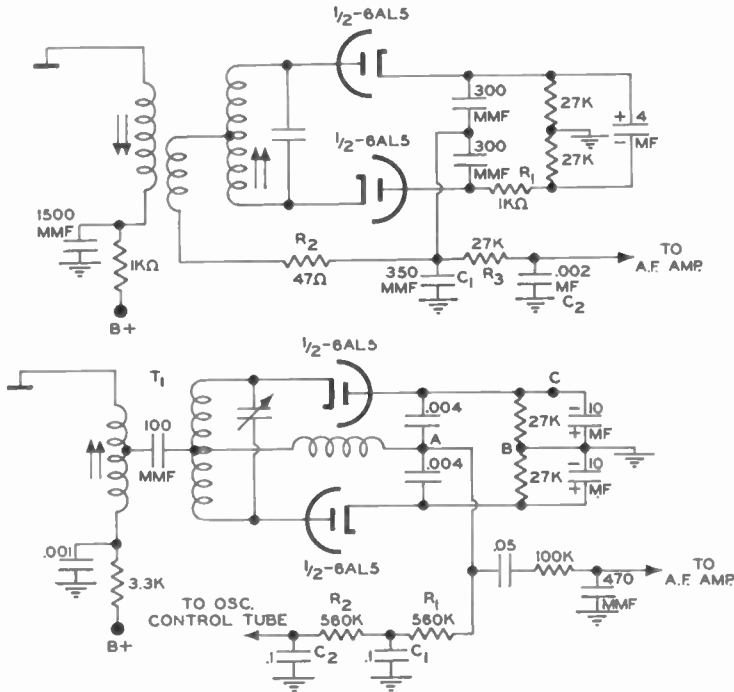 1/2-6AL5
1/2-6AL5
300
MMF
300
MMF
27K
27K
+ 4
- MF
R1
1KΩ
1500
MMF
1KΩ
B+
R2
47Ω
350
MMF
C1
27K
R3
.002
MF
C2
TO
A.F. AMP.
1/2-6AL5
T1
100
MMF
.001
3.3K
B+
.004
A
.004
C
27K
B
27K
- 10
+ MF
- 10
+ MF
1/2-6AL5
.05
100K
470
MMF
TO
A.F. AMP.
TO OSC.
CONTROL TUBE
R2
560K
R1
560K
.1
C2
.1
C1